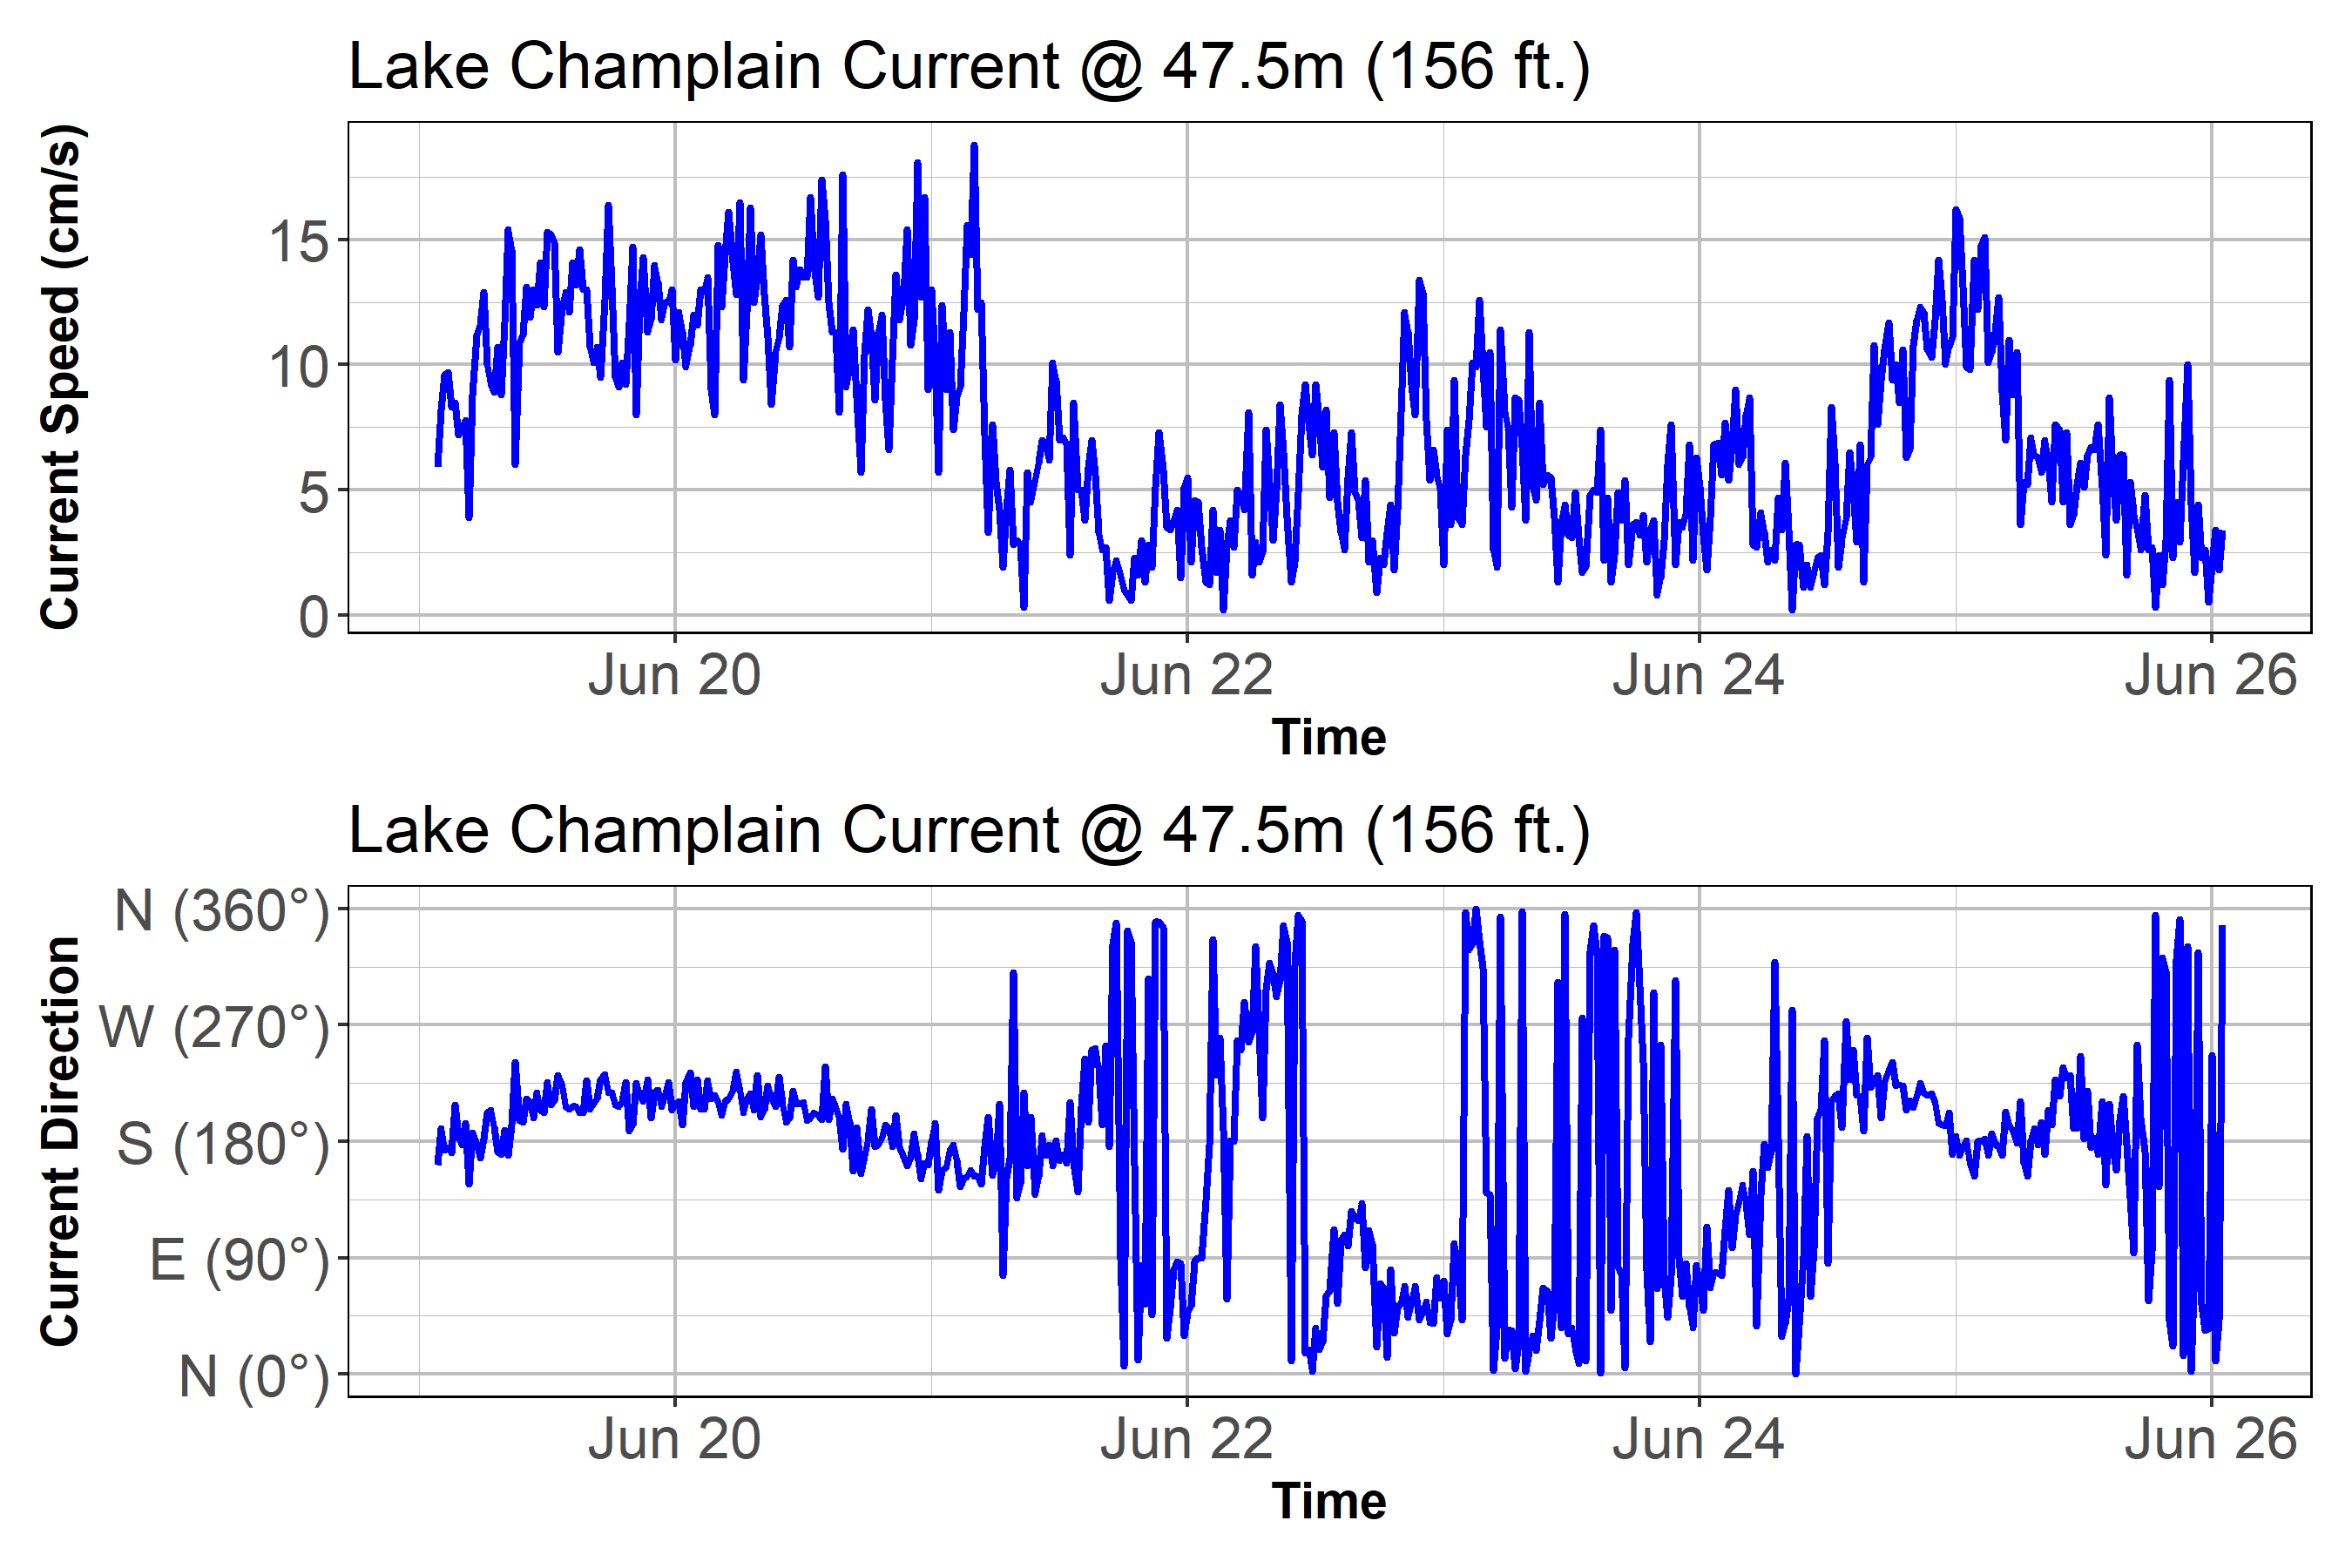 Lake Champlain Current @ 47.5m (156 ft.)
Current Speed (cm/s)
15
10
5
0
Jun 20 Jun 22 Jun 24 Jun 26
Time
Lake Champlain Current @ 47.5m (156 ft.)
Current Direction
N (360°)
W (270°)
S (180°)
E (90°)
N (0°)
Jun 20 Jun 22 Jun 24 Jun 26
Time